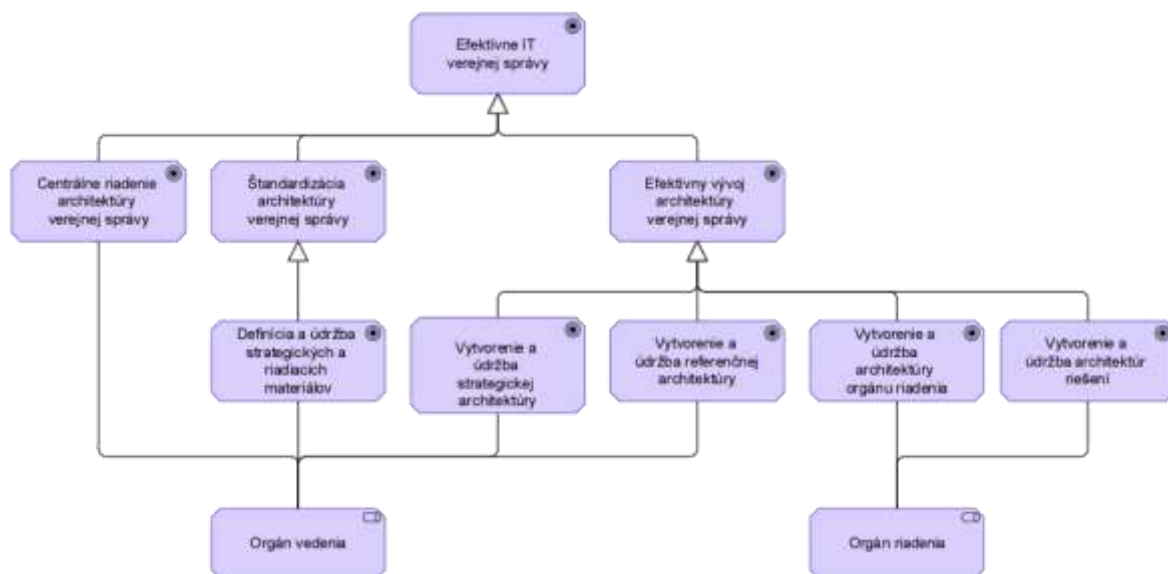 Efektívne IT
verejnej správy
Centrálne riadenie
architektúry
verejnej správy
Štandardizácia
architektúry
verejnej správy
Efektívny vývoj
architektúry
verejnej správy
Definícia a údržba
strategických a
riadiacich
materiálov
Vytvorenie a
údržba
strategickej
architektúry
Vytvorenie a
údržba referenčnej
architektúry
Vytvorenie a
údržba
architektúry
orgánu riadenia
Vytvorenie a
údržba architektúr
riešení
Orgán vedenia
Orgán riadenia